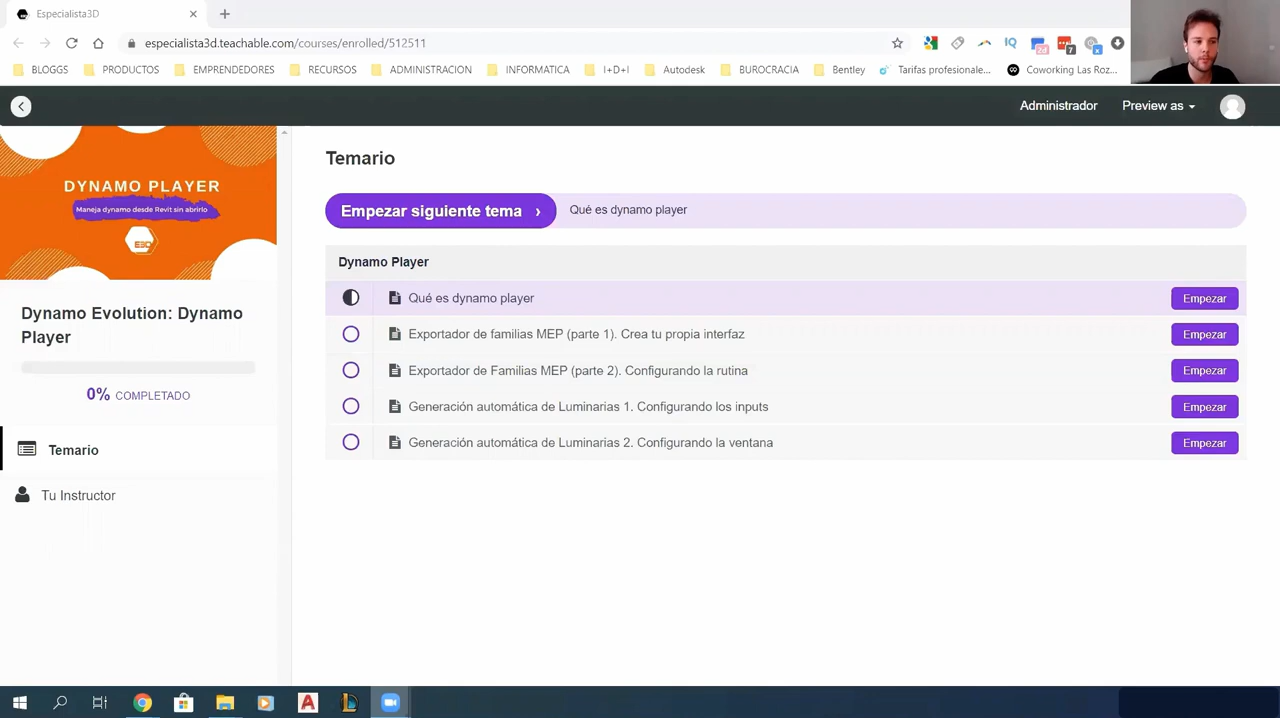 Especialista3D
especialista3d.teachable.com/courses/enrolled/512511
BLOGGS
PRODUCTOS
EMPRENDEDORES
RECURSOS
ADMINISTRACION
INFORMATICA
I+D+I
Autodesk
BUROCRACIA
Bentley
Tarifas profesionale...
Coworking Las Roz...
IQ
2d
7
x
Administrador
Preview as
DYNAMO PLAYER
Maneja dynamo desde Revit sin abrirlo
E3D
Dynamo Evolution: Dynamo
Player
0% COMPLETADO
Temario
Tu Instructor
Temario
Empezar siguiente tema ›
Qué es dynamo player
Dynamo Player
Qué es dynamo player
Empezar
Exportador de familias MEP (parte 1). Crea tu propia interfaz
Empezar
Exportador de Familias MEP (parte 2). Configurando la rutina
Empezar
Generación automática de Luminarias 1. Configurando los inputs
Empezar
Generación automática de Luminarias 2. Configurando la ventana
Empezar